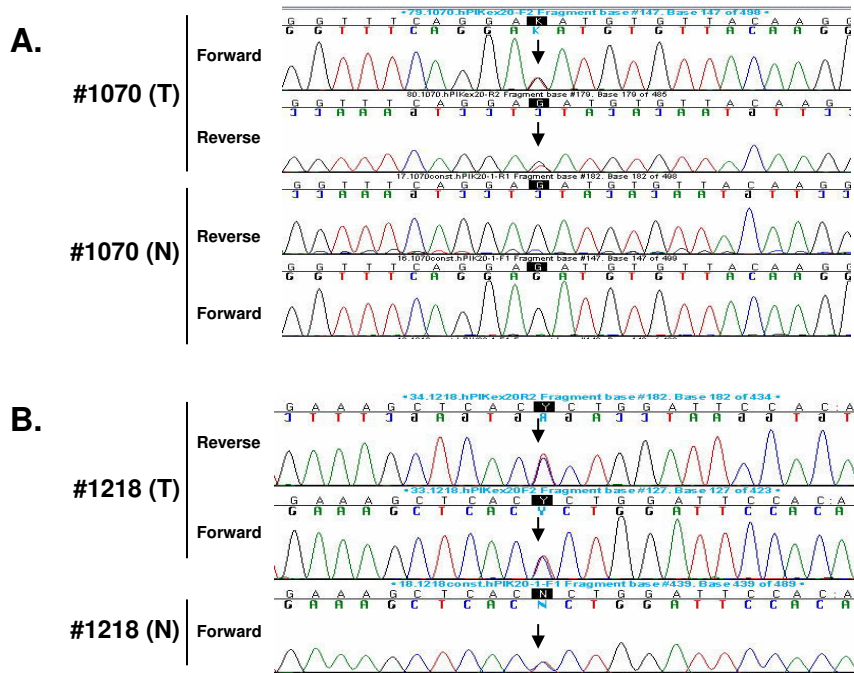 A.
#1070 (T)
Forward
• 79.1070.hPIKex20-F2 Fragment base #147. Base 147 of 498 •
G G T T T C A G G A K A T G T G T T A C A A G G
G G T T T C A G G A K A T G T G T T A C A A G G
Reverse
80.1070.hPIKex20-R2 Fragment base #179. Base 179 of 485
G G T T T C A G G A G A T G T G T T A C A A G
#1070 (N)
Reverse
17.1070const.hPIK20-1-R1 Fragment base #182. Base 182 of 498
G G T T T C A G G A G A T G T G T T A C A A G G
Forward
16.1070const.hPIK20-1-F1 Fragment base #147. Base 147 of 499
G G T T T C A G G A G A T G T G T T A C A A G G
G G T T T C A G G A G A T G T G T T A C A A G G
B.
#1218 (T)
Reverse
• 34.1218.hPIKex20R2 Fragment base #182. Base 182 of 434 •
G A A A G C T C A C Y C T G G A T T C C A C A
Forward
• 33.1218.hPIKex20F2 Fragment base #127. Base 127 of 423 •
G A A A G C T C A C Y C T G G A T T C C A C A
G A A A G C T C A C Y C T G G A T T C C A C A
#1218 (N)
Forward
• 18.1218const.hPIK20-1-F1 Fragment base #439. Base 439 of 489 •
G A A A G C T C A C N C T G G A T T C C A C A
G A A A G C T C A C N C T G G A T T C C A C A